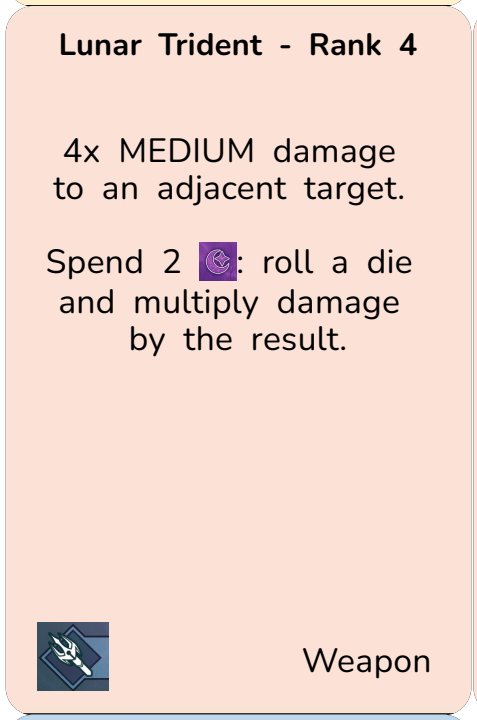 Lunar Trident - Rank 4
4x MEDIUM damage
to an adjacent target.
Spend 2 : roll a die
and multiply damage
by the result.
Weapon